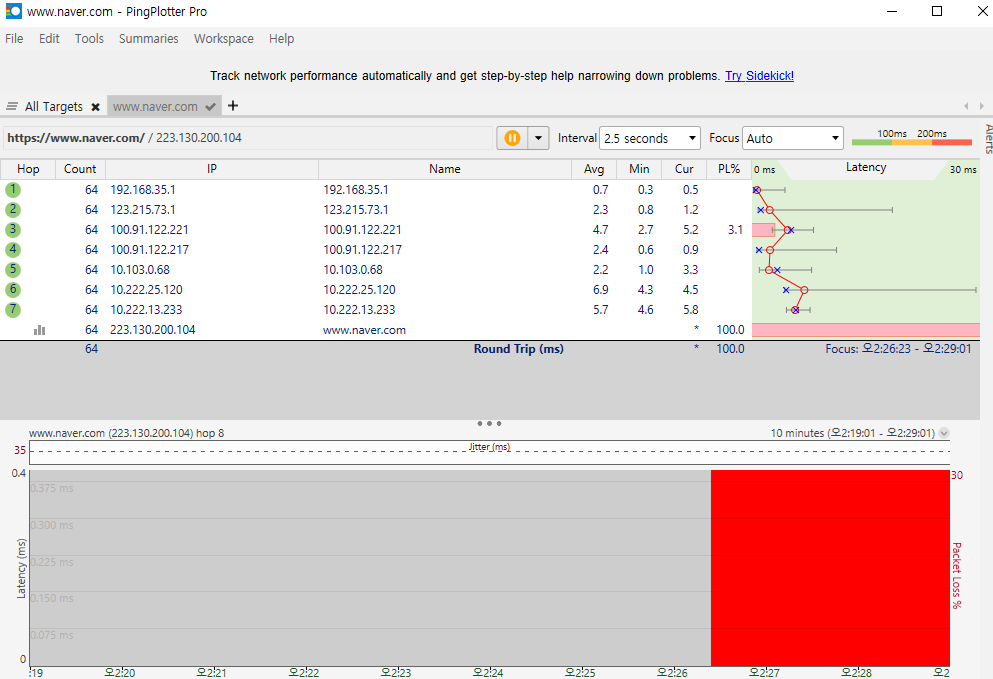 www.naver.com - PingPlotter Pro
File Edit Tools Summaries Workspace Help
Track network performance automatically and get step-by-step help narrowing down problems. Try Sidekick!
All Targets www.naver.com
https://www.naver.com/ / 223.130.200.104 Interval 2.5 seconds Focus Auto 100ms 200ms
Alerts
Hop Count IP Name Avg Min Cur PL% 0 ms Latency 30 ms
1 64 192.168.35.1 192.168.35.1 0.7 0.3 0.5
2 64 123.215.73.1 123.215.73.1 2.3 0.8 1.2
3 64 100.91.122.221 100.91.122.221 4.7 2.7 5.2 3.1
4 64 100.91.122.217 100.91.122.217 2.4 0.6 0.9
5 64 10.103.0.68 10.103.0.68 2.2 1.0 3.3
6 64 10.222.25.120 10.222.25.120 6.9 4.3 4.5
7 64 10.222.13.233 10.222.13.233 5.7 4.6 5.8
64 223.130.200.104 www.naver.com * 100.0
64 Round Trip (ms) * 100.0 Focus: 오2:26:23 - 오2:29:01
www.naver.com (223.130.200.104) hop 8 10 minutes (오2:19:01 - 오2:29:01)
35 Jitter (ms)
0.4 30
0.375 ms
0.300 ms
0.225 ms
0.150 ms
0.075 ms
0
Latency (ms)
Packet Loss %
:19 오2:20 오2:21 오2:22 오2:23 오2:24 오2:25 오2:26 오2:27 오2:28 오2